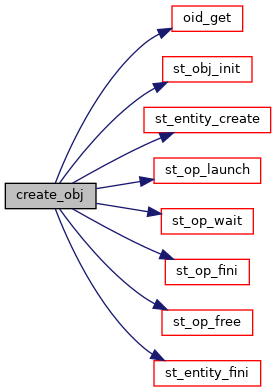 oid_get
st_obj_init
st_entity_create
st_op_launch
create_obj
st_op_wait
st_op_fini
st_op_free
st_entity_fini